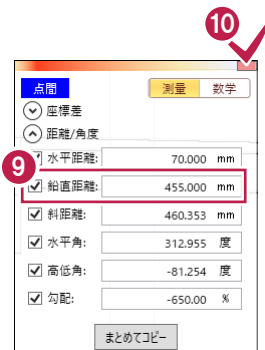 10
点間 測量 数学
座標差
距離/角度
9
水平距離: 70.000 mm
鉛直距離: 455.000 mm
斜距離: 460.353 mm
水平角: 312.955 度
高低角: -81.254 度
勾配: -650.00 %
まとめてコピー